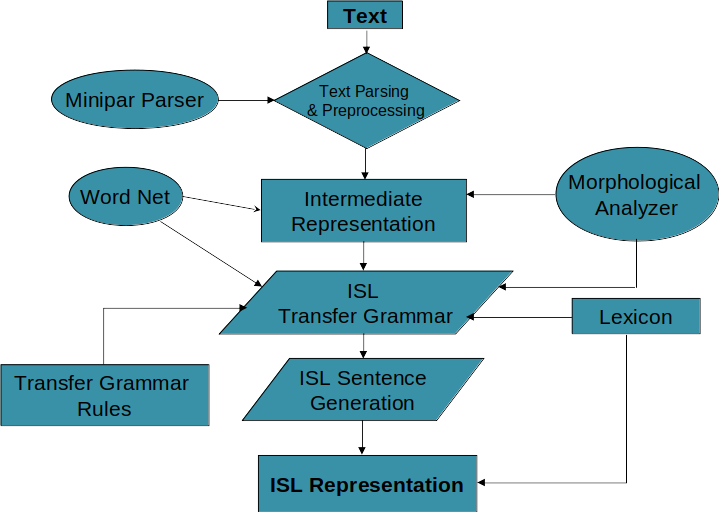 Text
Text Parsing
& Preprocessing
Minipar Parser
Word Net
Intermediate
Representation
Morphological
Analyzer
ISL
Transfer Grammar
Lexicon
Transfer Grammar
Rules
ISL Sentence
Generation
ISL Representation